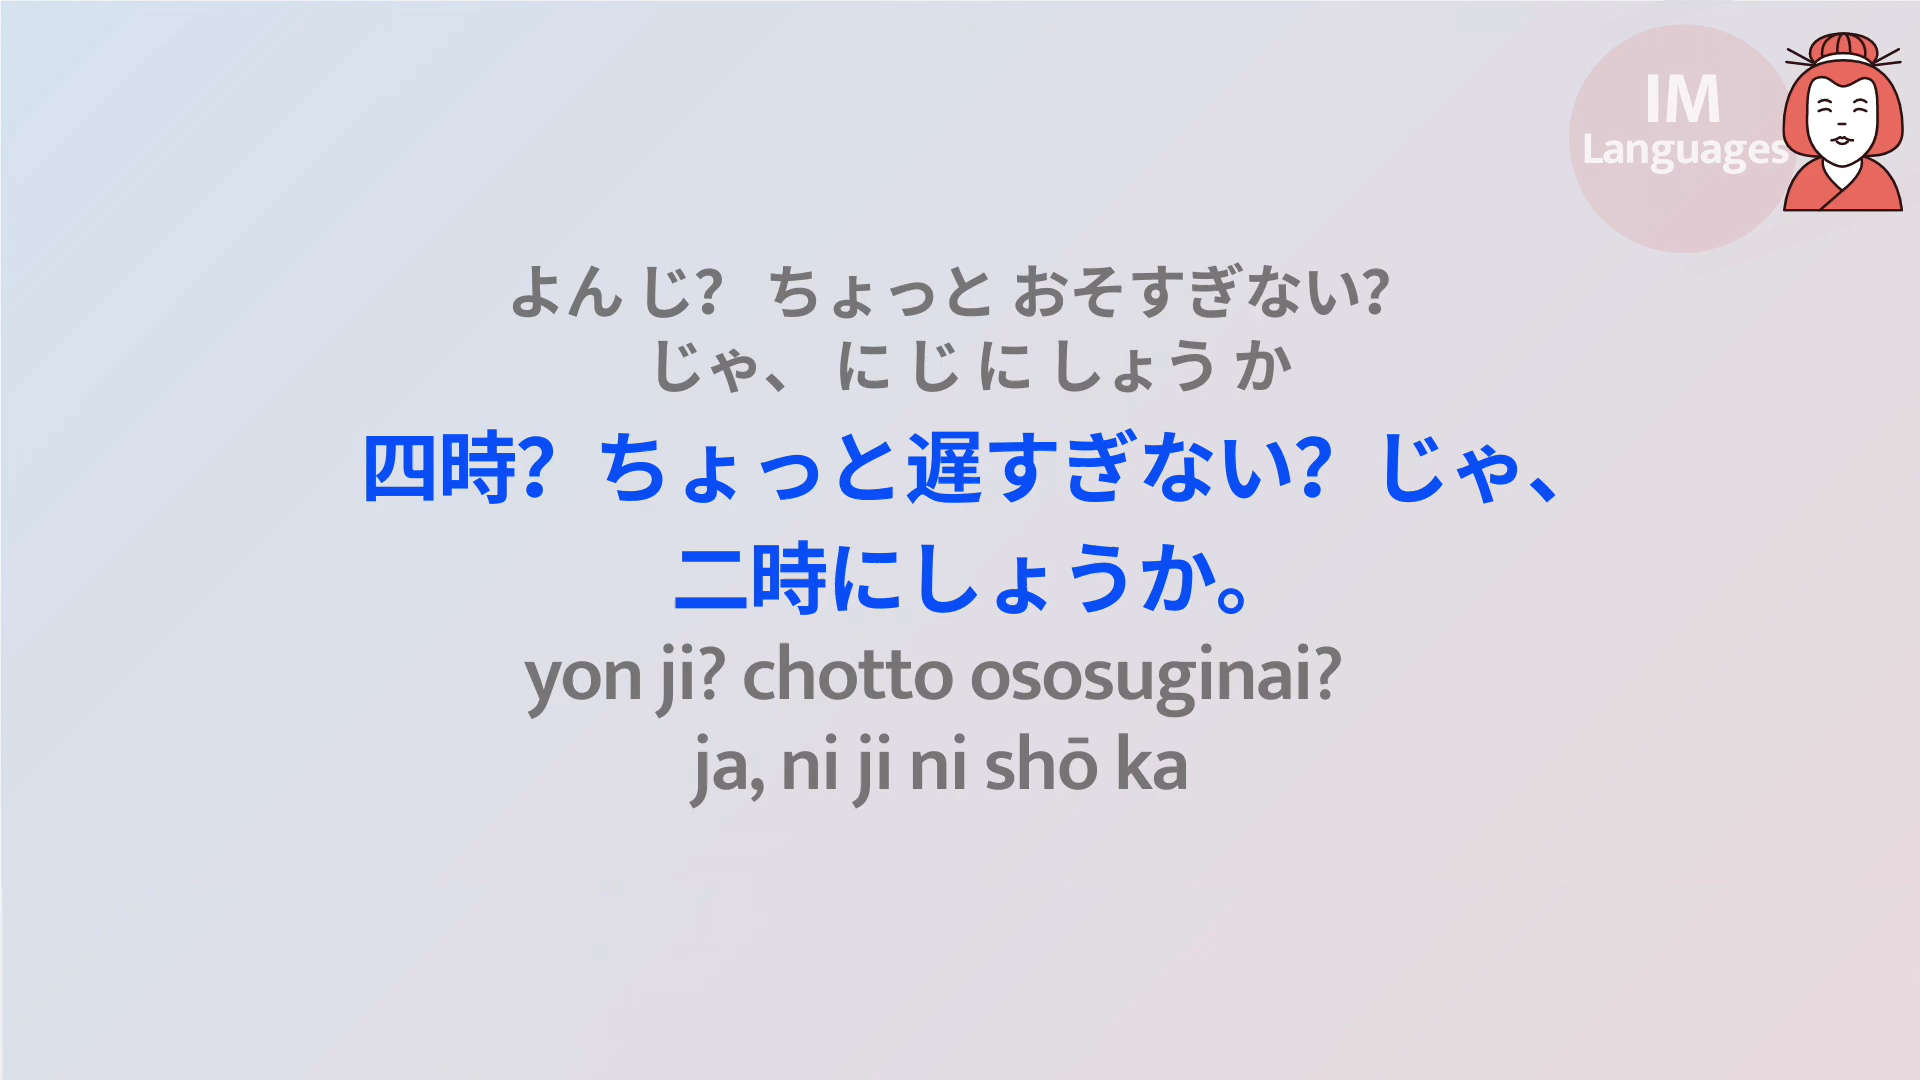 IM
Languages
よん じ？ ちょっと おそすぎない？
じゃ、 に じ に しょう か
四時？ちょっと遅すぎない？じゃ、
二時にしょうか。
yon ji? chotto ososuginai?
ja, ni ji ni shō ka